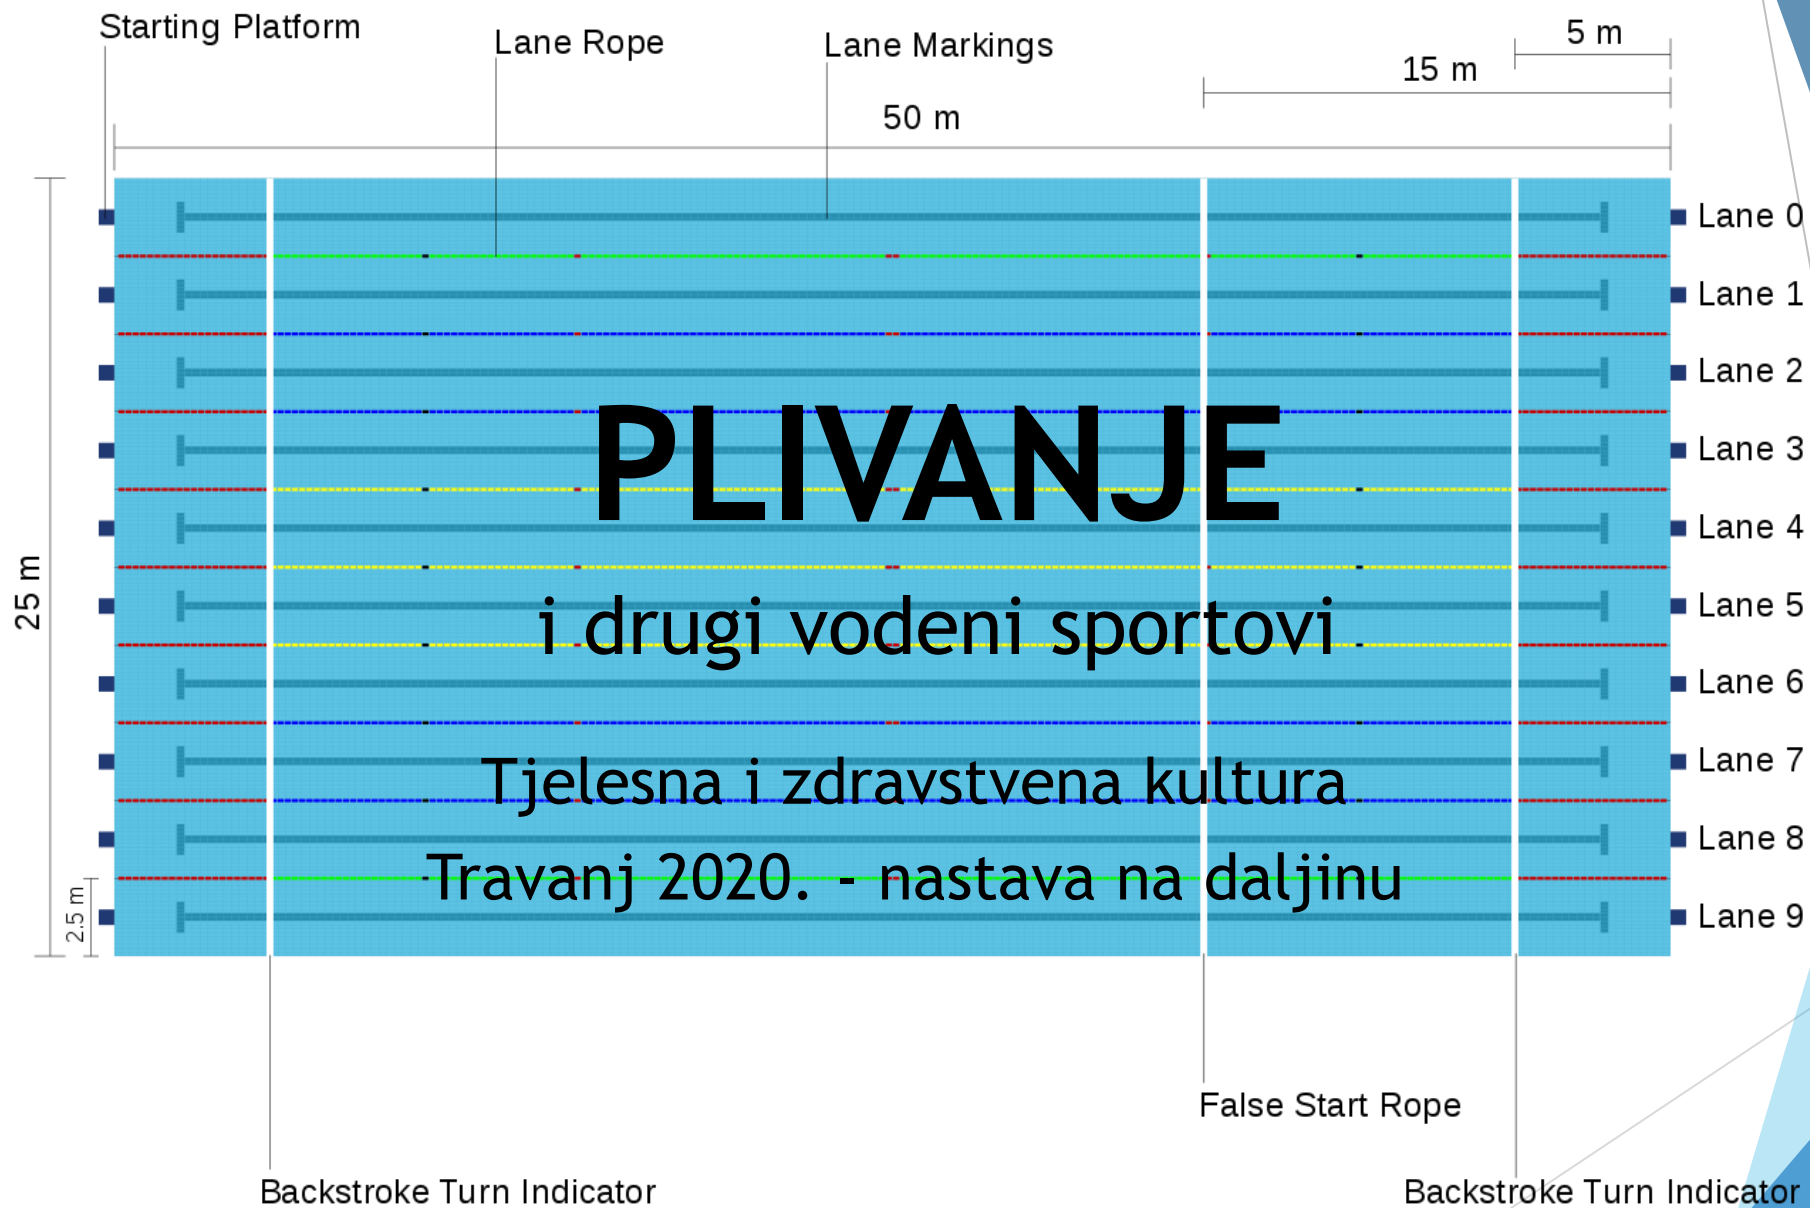 Starting Platform
Lane Rope
Lane Markings
5 m
15 m
50 m
25 m
2.5 m
Lane 0
Lane 1
Lane 2
Lane 3
Lane 4
Lane 5
Lane 6
Lane 7
Lane 8
Lane 9
PLIVANJE
i drugi vodeni sportovi
Tjelesna i zdravstvena kultura
Travanj 2020. - nastava na daljinu
False Start Rope
Backstroke Turn Indicator
Backstroke Turn Indicator